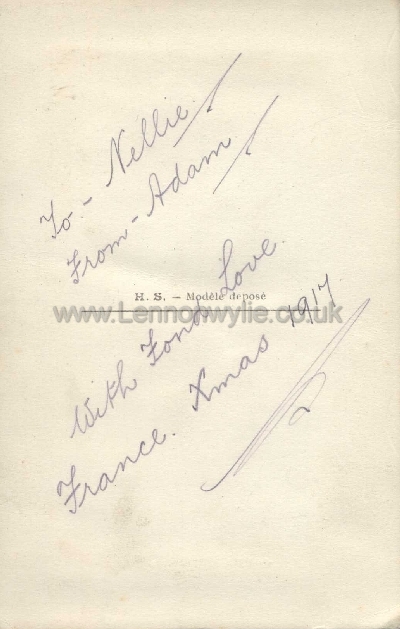 To - Nellie.
From - Adam
With Fond Love.
France. Xmas 1917
H. S. — Modèle déposé
www.Lennonwylie.co.uk